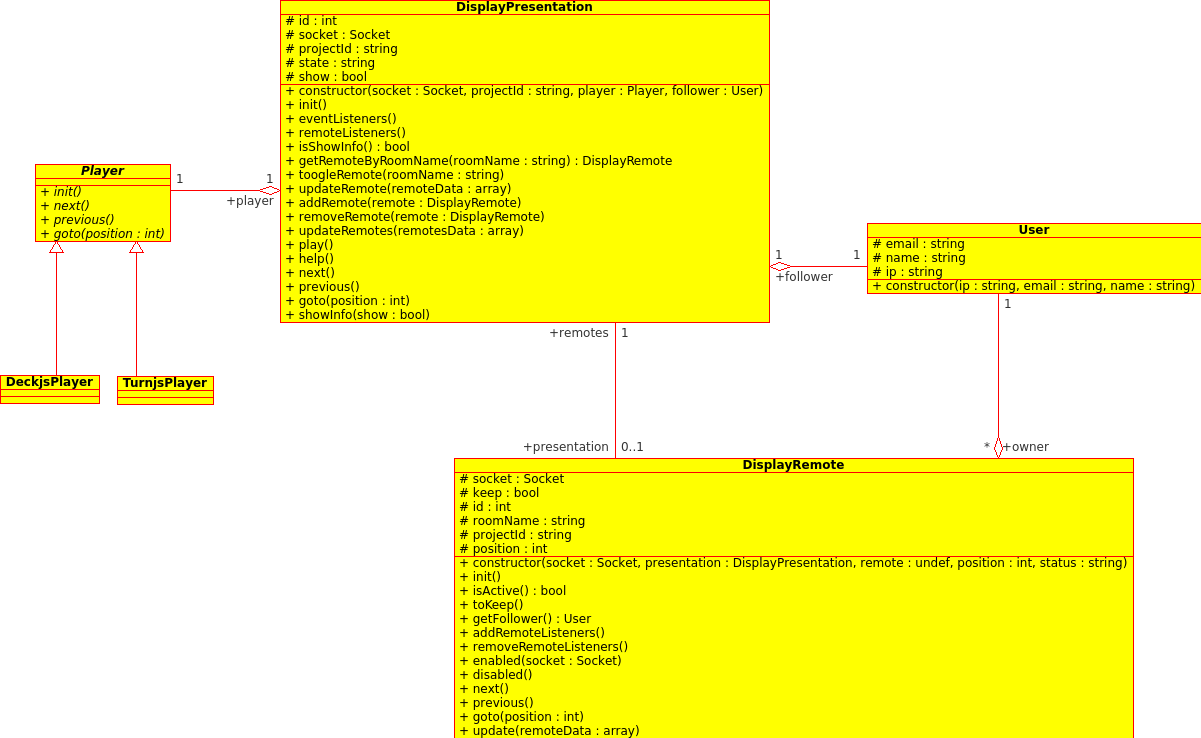 DisplayPresentation
# id : int
# socket : Socket
# projectId : string
# state : string
# show : bool
+ constructor(socket : Socket, projectId : string, player : Player, follower : User)
+ init()
+ eventListeners()
+ remoteListeners()
+ isShowInfo() : bool
+ getRemoteByRoomName(roomName : string) : DisplayRemote
+ toogleRemote(roomName : string)
+ updateRemote(remoteData : array)
+ addRemote(remote : DisplayRemote)
+ removeRemote(remote : DisplayRemote)
+ updateRemotes(remotesData : array)
+ play()
+ help()
+ next()
+ previous()
+ goto(position : int)
+ showInfo(show : bool)
Player
+ init()
+ next()
+ previous()
+ goto(position : int)
1
1
+player
User
# email : string
# name : string
# ip : string
+ constructor(ip : string, email : string, name : string)
1
1
+follower
1
+remotes
1
DeckjsPlayer
TurnjsPlayer
+presentation
0..1
*
+owner
DisplayRemote
# socket : Socket
# keep : bool
# id : int
# roomName : string
# projectId : string
# position : int
+ constructor(socket : Socket, presentation : DisplayPresentation, remote : undef, position : int, status : string)
+ init()
+ isActive() : bool
+ toKeep()
+ getFollower() : User
+ addRemoteListeners()
+ removeRemoteListeners()
+ enabled(socket : Socket)
+ disabled()
+ next()
+ previous()
+ goto(position : int)
+ update(remoteData : array)